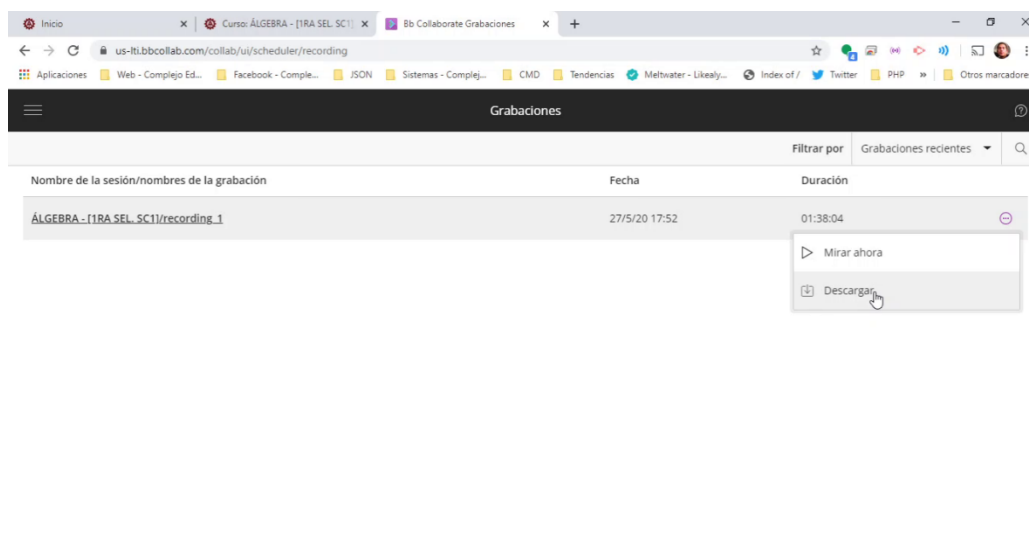 Inicio
Curso: ÁLGEBRA - [1RA SEL. SC1]
Bb Collaborate Grabaciones
us-lti.bbcollab.com/collab/ui/scheduler/recording
Aplicaciones Web - Complejo Ed... Facebook - Comple... JSON Sistemas - Complej... CMD Tendencias Meltwater - Likealy... Index of / Twitter PHP » Otros marcadore
Grabaciones
Filtrar por Grabaciones recientes
Nombre de la sesión/nombres de la grabación Fecha Duración
ÁLGEBRA - [1RA SEL. SC1]/recording_1 27/5/20 17:52 01:38:04
Mirar ahora
Descargar